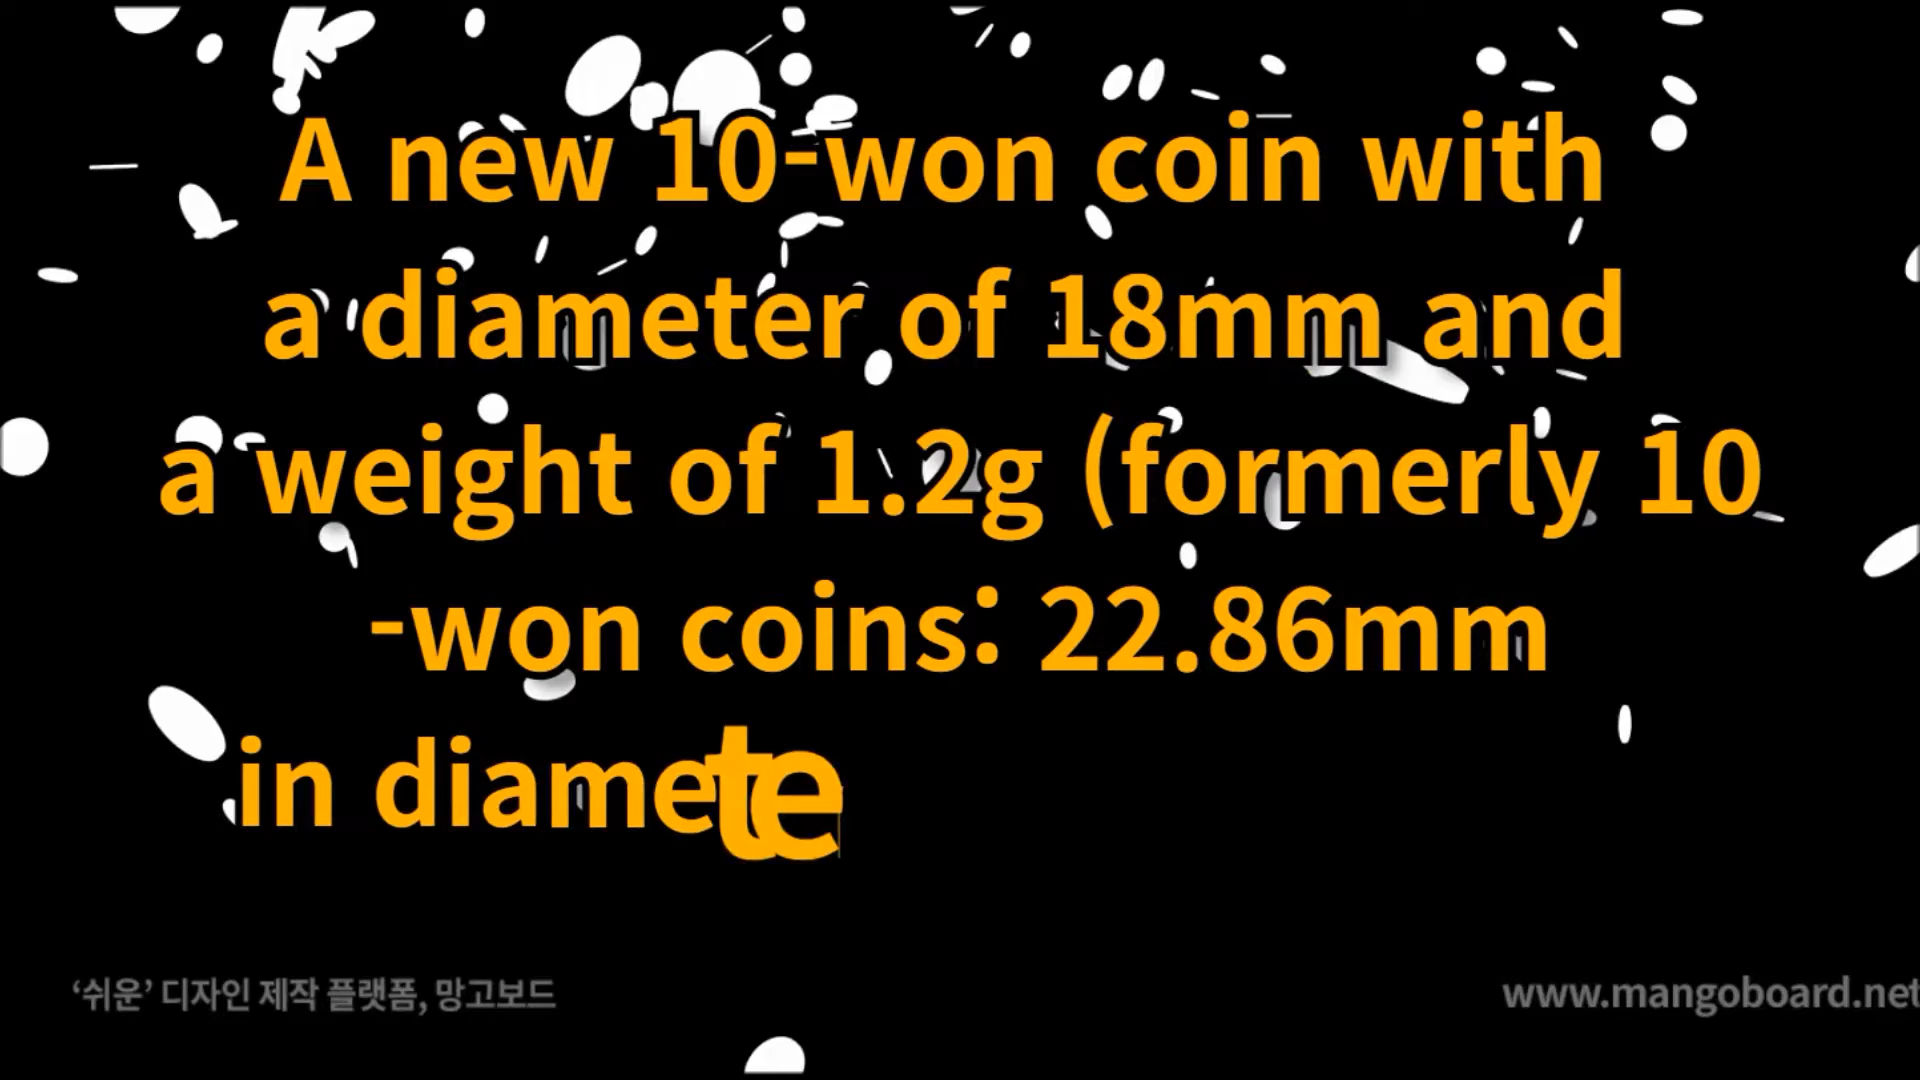 A new 10-won coin with
a diameter of 18mm and
a weight of 1.2g (formerly 10
-won coins: 22.86mm
in diamete
‘쉬운’ 디자인 제작 플랫폼, 망고보드
www.mangoboard.net